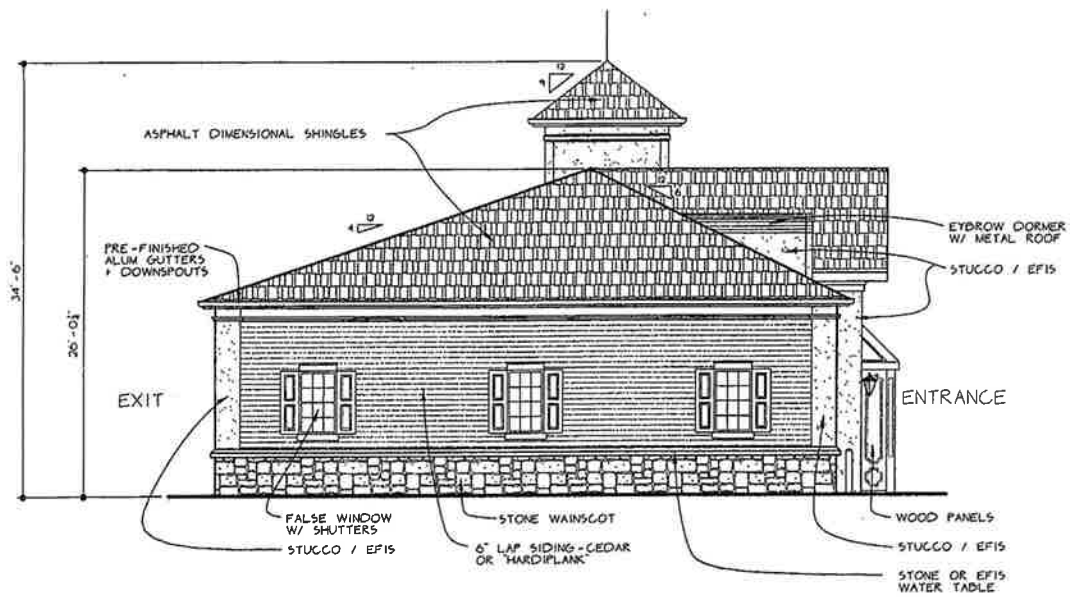 12
9
ASPHALT DIMENSIONAL SHINGLES
12
6
12
4
EYBROW DORMER
W/ METAL ROOF
PRE-FINISHED
ALUM GUTTERS
+ DOWNSPOUTS
STUCCO / EFIS
34'-6"
26'-0½"
EXIT
ENTRANCE
FALSE WINDOW
W/ SHUTTERS
STONE WAINSCOT
WOOD PANELS
STUCCO / EFIS
6" LAP SIDING-CEDAR
OR "HARDIPLANK"
STUCCO / EFIS
STONE OR EFIS
WATER TABLE